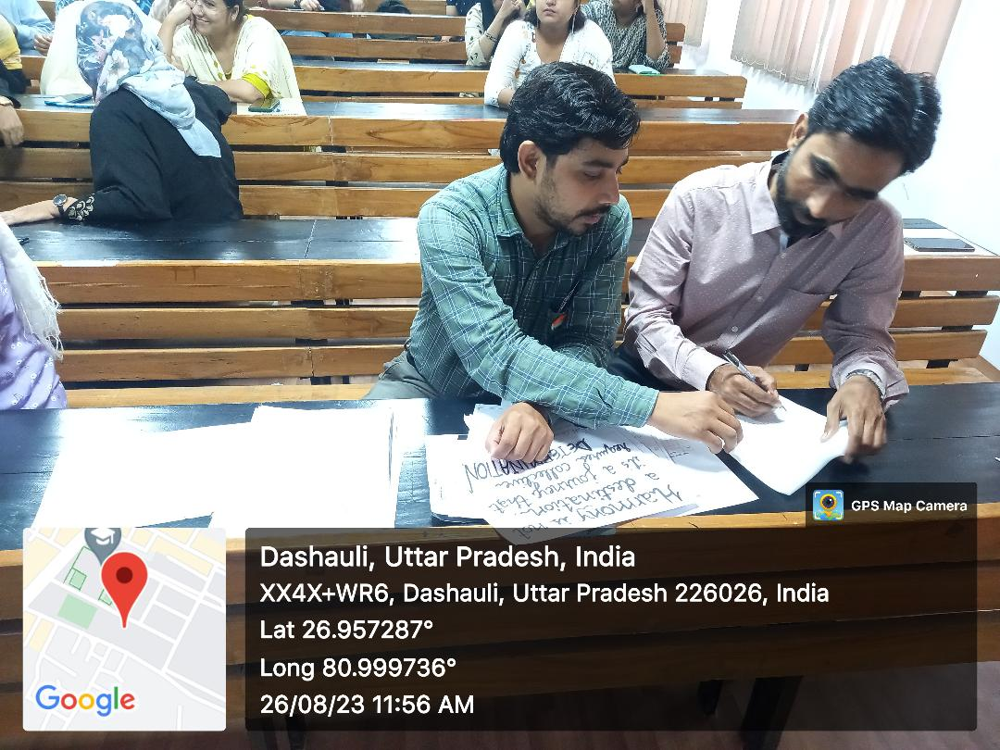 Harmony is not
a destination;
it's a journey that
requires collective
DETERMINATION
GPS Map Camera
Dashauli, Uttar Pradesh, India
XX4X+WR6, Dashauli, Uttar Pradesh 226026, India
Lat 26.957287°
Long 80.999736°
26/08/23 11:56 AM
Google